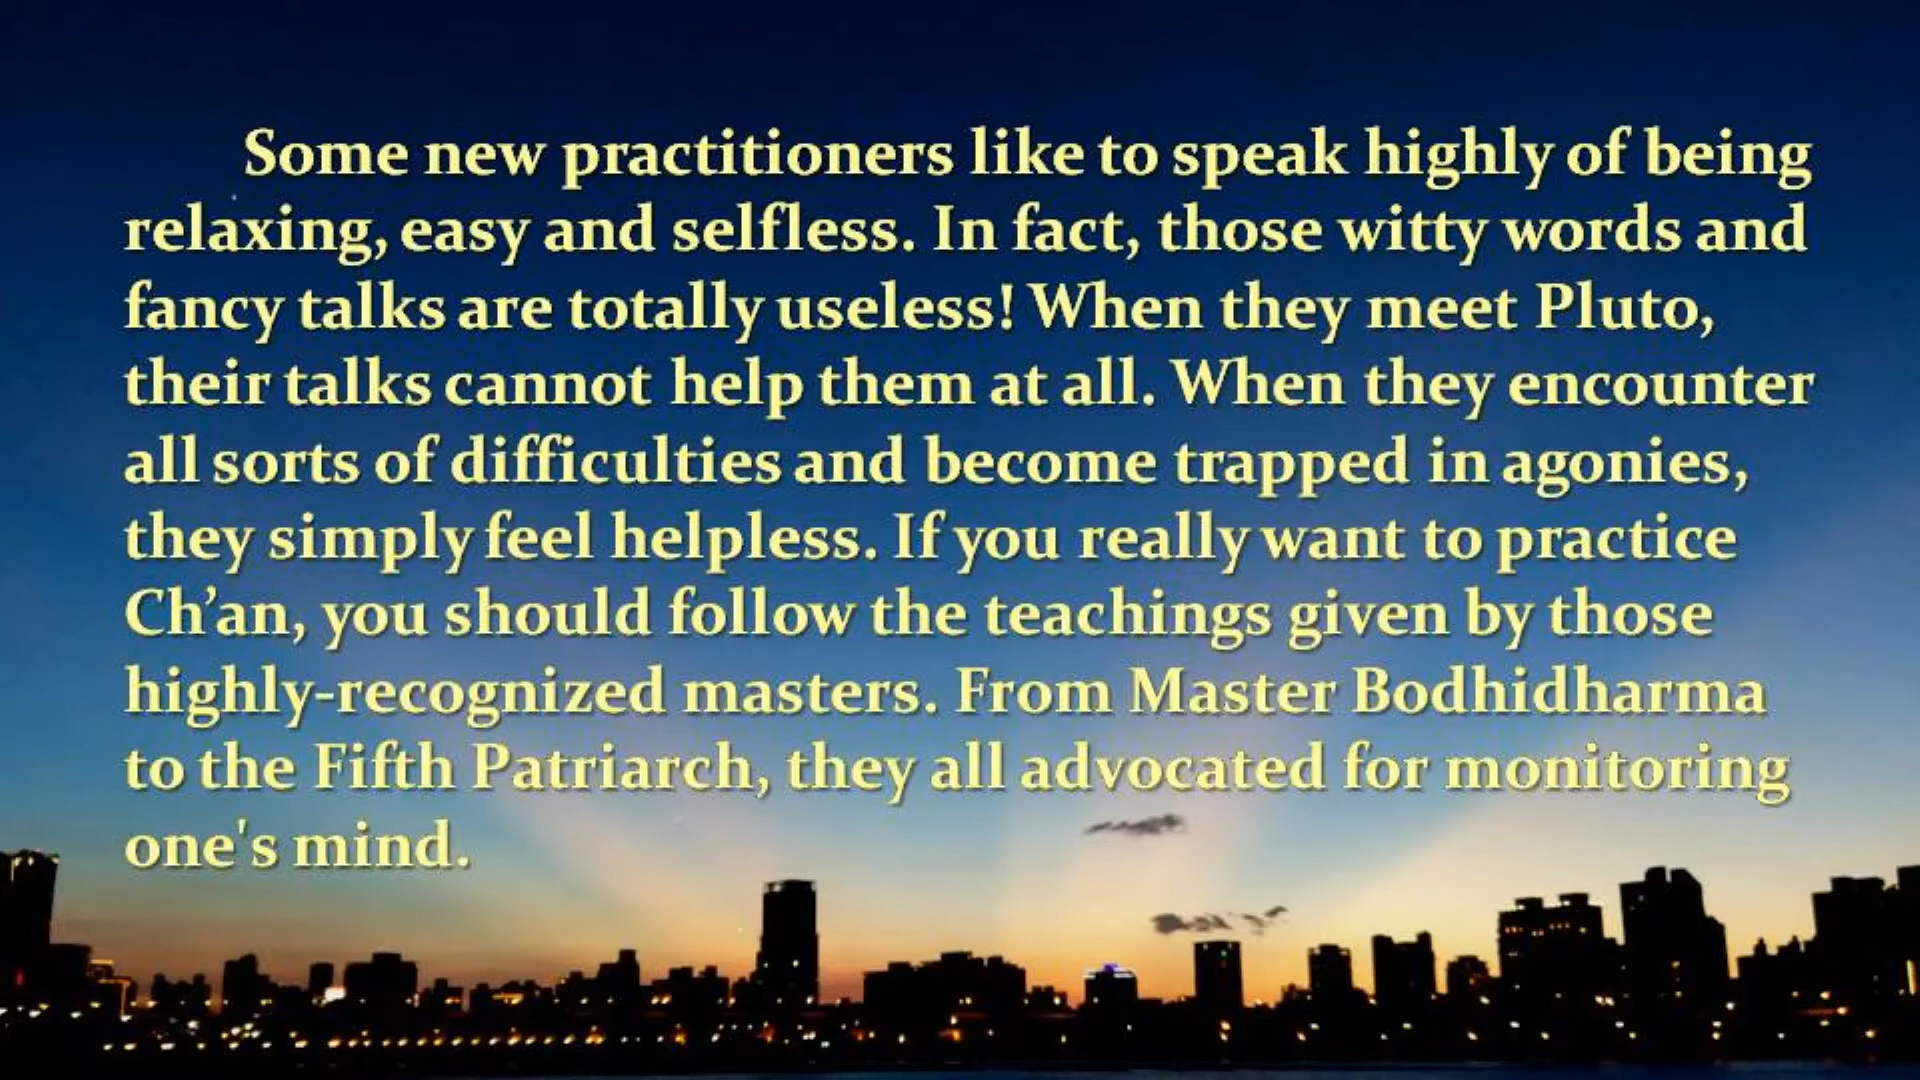 Some new practitioners like to speak highly of being
relaxing, easy and selfless. In fact, those witty words and
fancy talks are totally useless! When they meet Pluto,
their talks cannot help them at all. When they encounter
all sorts of difficulties and become trapped in agonies,
they simply feel helpless. If you really want to practice
Ch’an, you should follow the teachings given by those
highly-recognized masters. From Master Bodhidharma
to the Fifth Patriarch, they all advocated for monitoring
one's mind.